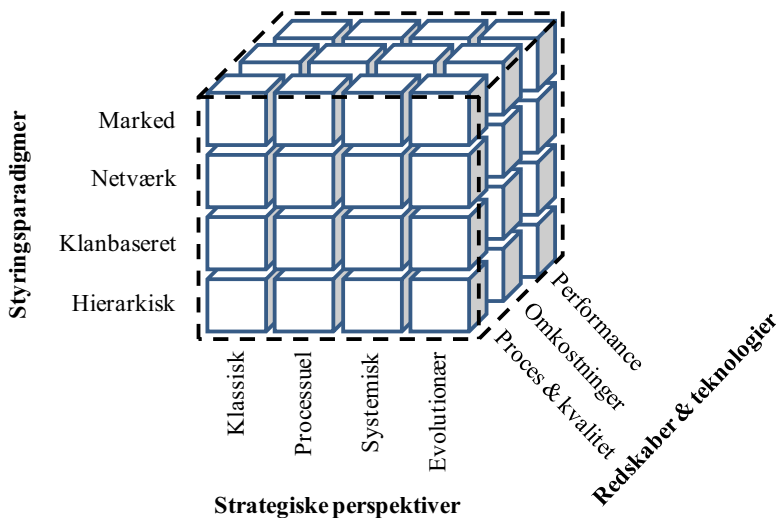 Styringsparadigmer
Marked
Netværk
Klanbaseret
Hierarkisk
Klassisk
Processuel
Systemisk
Evolutionær
Strategiske perspektiver
Proces & kvalitet
Omkostninger
Performance
Redskaber & teknologier